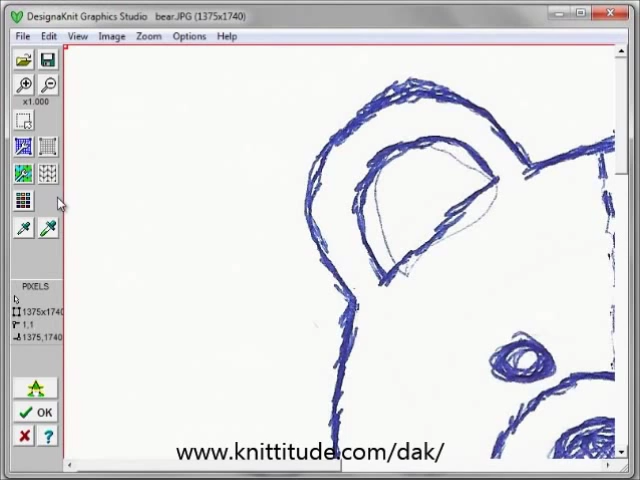 DesignaKnit Graphics Studio bear.JPG (1375x1740)
File Edit View Image Zoom Options Help
x1.000
PIXELS
1375x1740
1,1
1375,1740
OK
?
www.knittitude.com/dak/